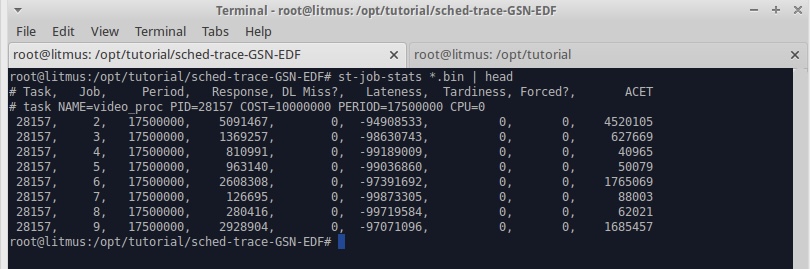 Terminal - root@litmus: /opt/tutorial/sched-trace-GSN-EDF
File Edit View Terminal Tabs Help
root@litmus: /opt/tutorial/sched-trace-GSN-EDF × root@litmus: /opt/tutorial ×
root@litmus:/opt/tutorial/sched-trace-GSN-EDF# st-job-stats *.bin | head
# Task, Job, Period, Response, DL Miss?, Lateness, Tardiness, Forced?, ACET
# task NAME=video_proc PID=28157 COST=10000000 PERIOD=17500000 CPU=0
28157, 2, 17500000, 5091467, 0, -94908533, 0, 0, 4520105
28157, 3, 17500000, 1369257, 0, -98630743, 0, 0, 627669
28157, 4, 17500000, 810991, 0, -99189009, 0, 0, 40965
28157, 5, 17500000, 963140, 0, -99036860, 0, 0, 50079
28157, 6, 17500000, 2608308, 0, -97391692, 0, 0, 1765069
28157, 7, 17500000, 126695, 0, -99873305, 0, 0, 88003
28157, 8, 17500000, 280416, 0, -99719584, 0, 0, 62021
28157, 9, 17500000, 2928904, 0, -97071096, 0, 0, 1685457
root@litmus:/opt/tutorial/sched-trace-GSN-EDF#